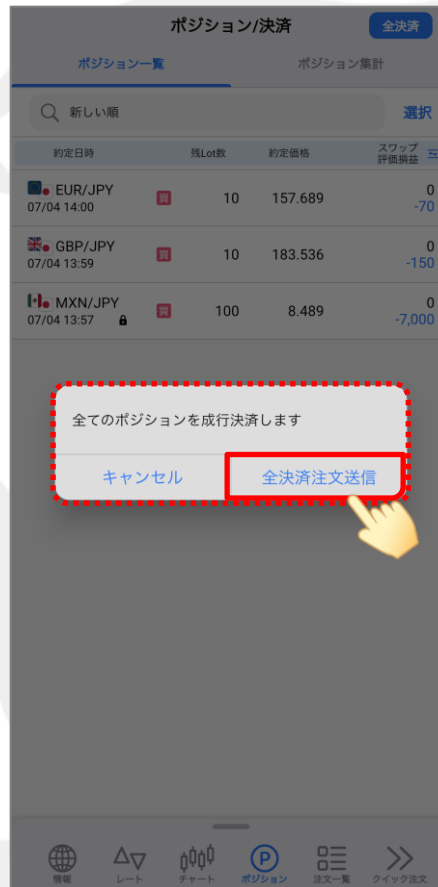 ポジション/決済
全決済
ポジション一覧
ポジション集計
新しい順
選択
約定日時 残Lot数 約定価格 スワップ
評価損益
EUR/JPY 買 10 157.689 0
07/04 14:00 -70
GBP/JPY 買 10 183.536 0
07/04 13:59 -150
MXN/JPY 買 100 8.489 0
07/04 13:57 -7,000
全てのポジションを成行決済します
キャンセル
全決済注文送信
P
情報 レート チャート ポジション 注文一覧 クイック注文